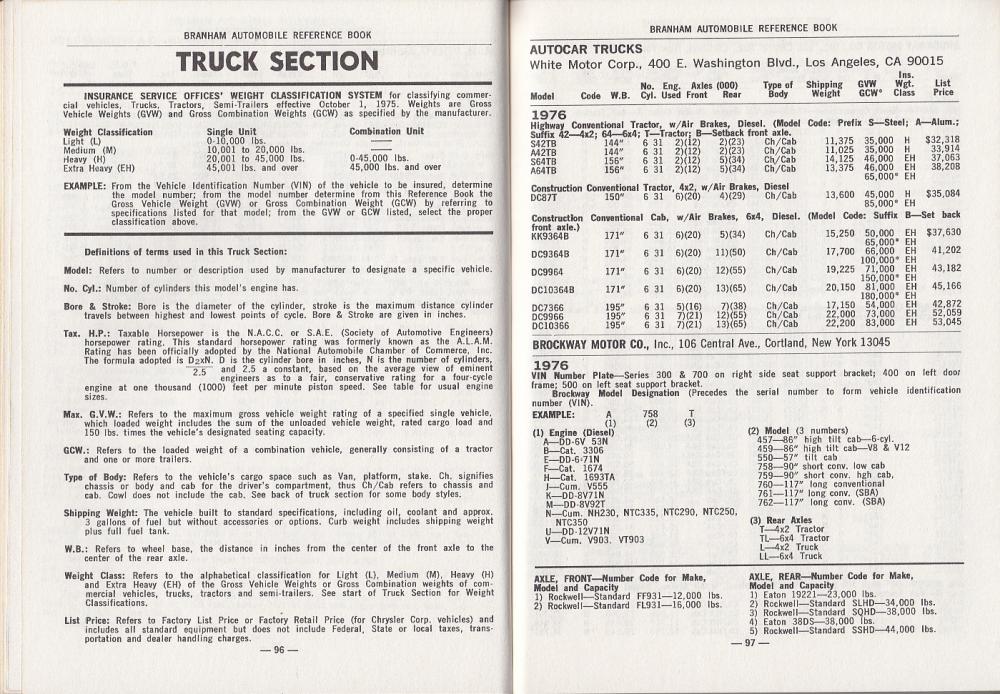 BRANHAM AUTOMOBILE REFERENCE BOOK
TRUCK SECTION
INSURANCE SERVICE OFFICES' WEIGHT CLASSIFICATION SYSTEM for classifying commer-
cial vehicles, Trucks, Tractors, Semi-Trailers effective October 1, 1975. Weights are Gross
Vehicle Weights (GVW) and Gross Combination Weights (GCW) as specified by the manufacturer.
Weight Classification Single Unit Combination Unit
Light (L) 0-10,000 lbs. ——
Medium (M) 10,001 to 20,000 lbs. ——
Heavy (H) 20,001 to 45,000 lbs. 0-45,000 lbs.
Extra Heavy (EH) 45,001 lbs. and over 45,000 lbs. and over
EXAMPLE: From the Vehicle Identification Number (VIN) of the vehicle to be insured, determine
the model number; from the model number determine from this Reference Book the
Gross Vehicle Weight (GVW) or Gross Combination Weight (GCW) by referring to
specifications listed for that model; from the GVW or GCW listed, select the proper
classification above.
Definitions of terms used in this Truck Section:
Model: Refers to number or description used by manufacturer to designate a specific vehicle.
No. Cyl.: Number of cylinders this model's engine has.
Bore & Stroke: Bore is the diameter of the cylinder, stroke is the maximum distance cylinder
travels between highest and lowest points of cycle. Bore & Stroke are given in inches.
Tax. H.P.: Taxable Horsepower is the N.A.C.C. or S.A.E. (Society of Automotive Engineers)
horsepower rating. This standard horsepower rating was formerly known as the A.L.A.M.
Rating has been officially adopted by the National Automobile Chamber of Commerce, Inc.
The formula adopted is D2xN. D is the cylinder bore in inches, N is the number of cylinders,
2.5 and 2.5 a constant, based on the average view of eminent
engineers as to a fair, conservative rating for a four-cycle
engine at one thousand (1000) feet per minute piston speed. See table for usual engine
sizes.
Max. G.V.W.: Refers to the maximum gross vehicle weight rating of a specified single vehicle,
which loaded weight includes the sum of the unloaded vehicle weight, rated cargo load and
150 lbs. times the vehicle's designated seating capacity.
GCW.: Refers to the loaded weight of a combination vehicle, generally consisting of a tractor
and one or more trailers.
Type of Body: Refers to the vehicle's cargo space such as Van, platform, stake. Ch. signifies
chassis or body and cab for the driver's compartment, thus Ch/Cab refers to chassis and
cab. Cowl does not include the cab. See back of truck section for some body styles.
Shipping Weight: The vehicle built to standard specifications, including oil, coolant and approx.
3 gallons of fuel but without accessories or options. Curb weight includes shipping weight
plus full fuel tank.
W.B.: Refers to wheel base, the distance in inches from the center of the front axle to the
center of the rear axle.
Weight Class: Refers to the alphabetical classification for Light (L), Medium (M), Heavy (H)
and Extra Heavy (EH) of the Gross Vehicle Weights or Gross Combination weights of com-
mercial vehicles, trucks, tractors and semi-trailers. See start of Truck Section for Weight
Classifications.
List Price: Refers to Factory List Price or Factory Retail Price (for Chrysler Corp. vehicles) and
includes all standard equipment but does not include Federal, State or local taxes, trans-
portation and dealer handling charges.
— 96 —
BRANHAM AUTOMOBILE REFERENCE BOOK
AUTOCAR TRUCKS
White Motor Corp., 400 E. Washington Blvd., Los Angeles, CA 90015
Ins.
No. Eng. Axles (000) Type of Shipping GVW Wgt. List
Model Code W.B. Cyl. Used Front Rear Body Weight GCW* Class Price
1976
Highway Conventional Tractor, w/Air Brakes, Diesel. (Model Code: Prefix S—Steel; A—Alum.;
Suffix 42—4x2; 64—6x4; T—Tractor; B—Setback front axle.)
S42TB 144" 6 31 2)(12) 2)(23) Ch/Cab 11,375 35,000 H $32,318
A42TB 144" 6 31 2)(12) 2)(23) Ch/Cab 11,025 35,000 H 33,914
S64TB 156" 6 31 2)(12) 5)(34) Ch/Cab 14,125 46,000 EH 37,063
A64TB 156" 6 31 2)(12) 5)(34) Ch/Cab 13,375 46,000 EH 38,208
65,000* EH
Construction Conventional Tractor, 4x2, w/Air Brakes, Diesel
DC87T 150" 6 31 6)(20) 4)(29) Ch/Cab 13,600 45,000 H $35,084
85,000* EH
Construction Conventional Cab, w/Air Brakes, 6x4, Diesel. (Model Code: Suffix B—Set back
front axle.)
KK9364B 171" 6 31 6)(20) 5)(34) Ch/Cab 15,250 50,000 EH $37,630
65,000* EH
DC9364B 171" 6 31 6)(20) 11)(50) Ch/Cab 17,700 66,000 EH 41,202
100,000* EH
DC9964 171" 6 31 6)(20) 12)(55) Ch/Cab 19,225 71,000 EH 43,182
150,000* EH
DC10364B 171" 6 31 6)(20) 13)(65) Ch/Cab 20,150 81,000 EH 45,166
180,000* EH
DC7366 195" 6 31 5)(16) 7)(38) Ch/Cab 17,150 54,000 EH 42,872
DC9966 195" 6 31 7)(21) 12)(55) Ch/Cab 22,000 73,000 EH 52,059
DC10366 195" 6 31 7)(21) 13)(65) Ch/Cab 22,200 83,000 EH 53,045
BROCKWAY MOTOR CO., Inc., 106 Central Ave., Cortland, New York 13045
1976
VIN Number Plate—Series 300 & 700 on right side seat support bracket; 400 on left door
frame; 500 on left seat support bracket.
Brockway Model Designation (Precedes the serial number to form vehicle identification
number (VIN).
EXAMPLE: A 758 T
(1) (2) (3)
(1) Engine (Diesel)
A—DD-6V 53N
B—Cat. 3306
E—DD-6-71N
F—Cat. 1674
H—Cat. 1693TA
J—Cum. V555
K—DD-8V71N
M—DD-8V92T
N—Cum. NH230, NTC335, NTC290, NTC250,
NTC350
U—DD-12V71N
V—Cum. V903. VT903
(2) Model (3 numbers)
457—86" high tilt cab—6-cyl.
459—86" high tilt cab—V8 & V12
550—57" tilt cab
758—90" short conv. low cab
759—90" short conv. hgh cab,
760—117" long conventional
761—117" long conv. (SBA)
762—117" long conv. (SBA)
(3) Rear Axles
T—4x2 Tractor
TL—6x4 Tractor
L—4x2 Truck
LL—6x4 Truck
AXLE, FRONT—Number Code for Make,
Model and Capacity
1) Rockwell—Standard FF931—12,000 lbs.
2) Rockwell—Standard FL931—16,000 lbs.
AXLE, REAR—Number Code for Make,
Model and Capacity
1) Eaton 19221—23,000 lbs.
2) Rockwell—Standard SLHD—34,000 lbs.
3) Rockwell—Standard SQHD—38,000 lbs.
4) Eaton 38DS—38,000 lbs.
5) Rockwell—Standard SSHD—44,000 lbs.
— 97 —